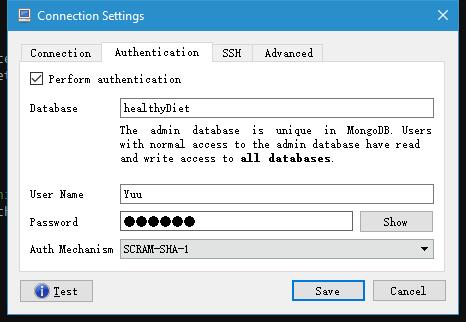 Connection Settings
Connection Authentication SSH Advanced
Perform authentication
Database healthyDiet
The admin database is unique in MongoDB. Users
with normal access to the admin database have read
and write access to all databases.
User Name Yuu
Password ●●●●●● Show
Auth Mechanism SCRAM-SHA-1
Test Save Cancel